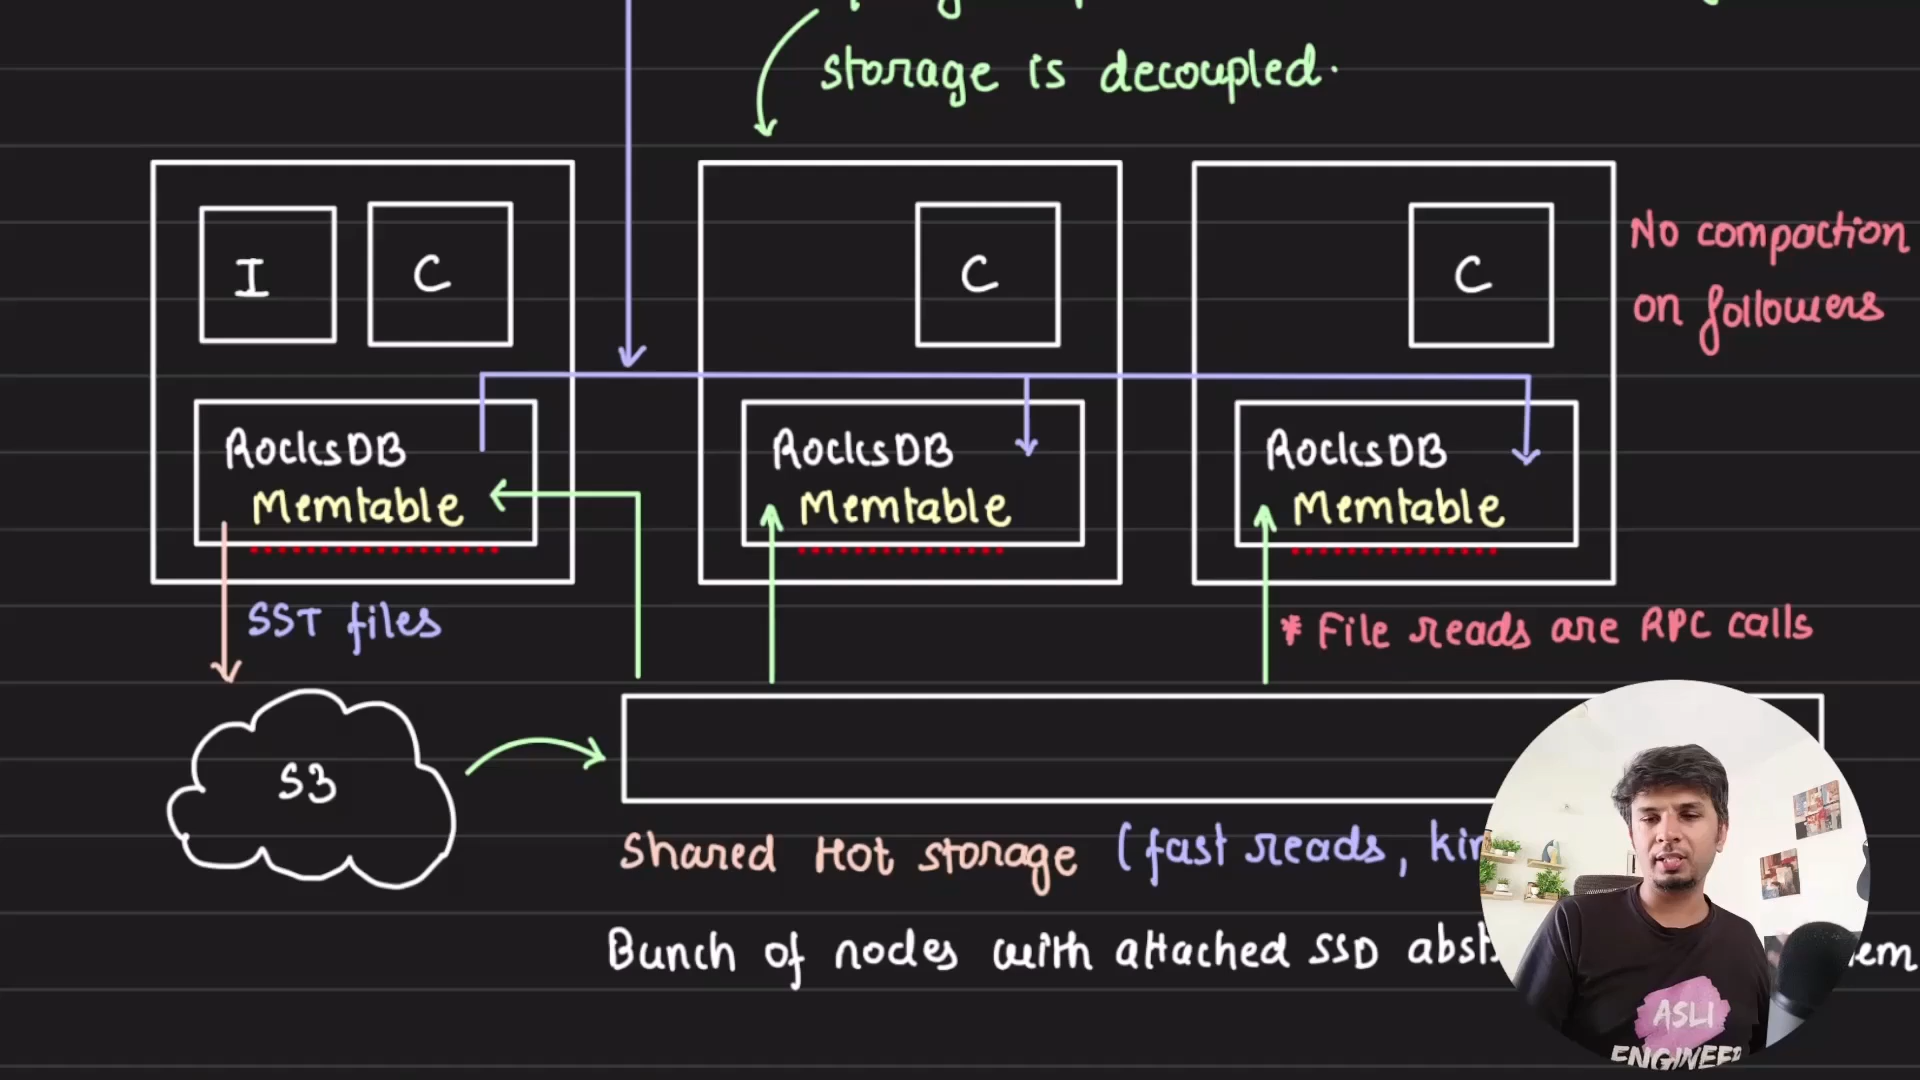 storage is decoupled.
I
C
C
C
No compaction
on followers
RocksDB
Memtable
RocksDB
Memtable
RocksDB
Memtable
SST files
* File reads are RPC calls
S3
Shared Hot storage (fast reads,
Bunch of nodes with attached SSD
ASLI
ENGINEER